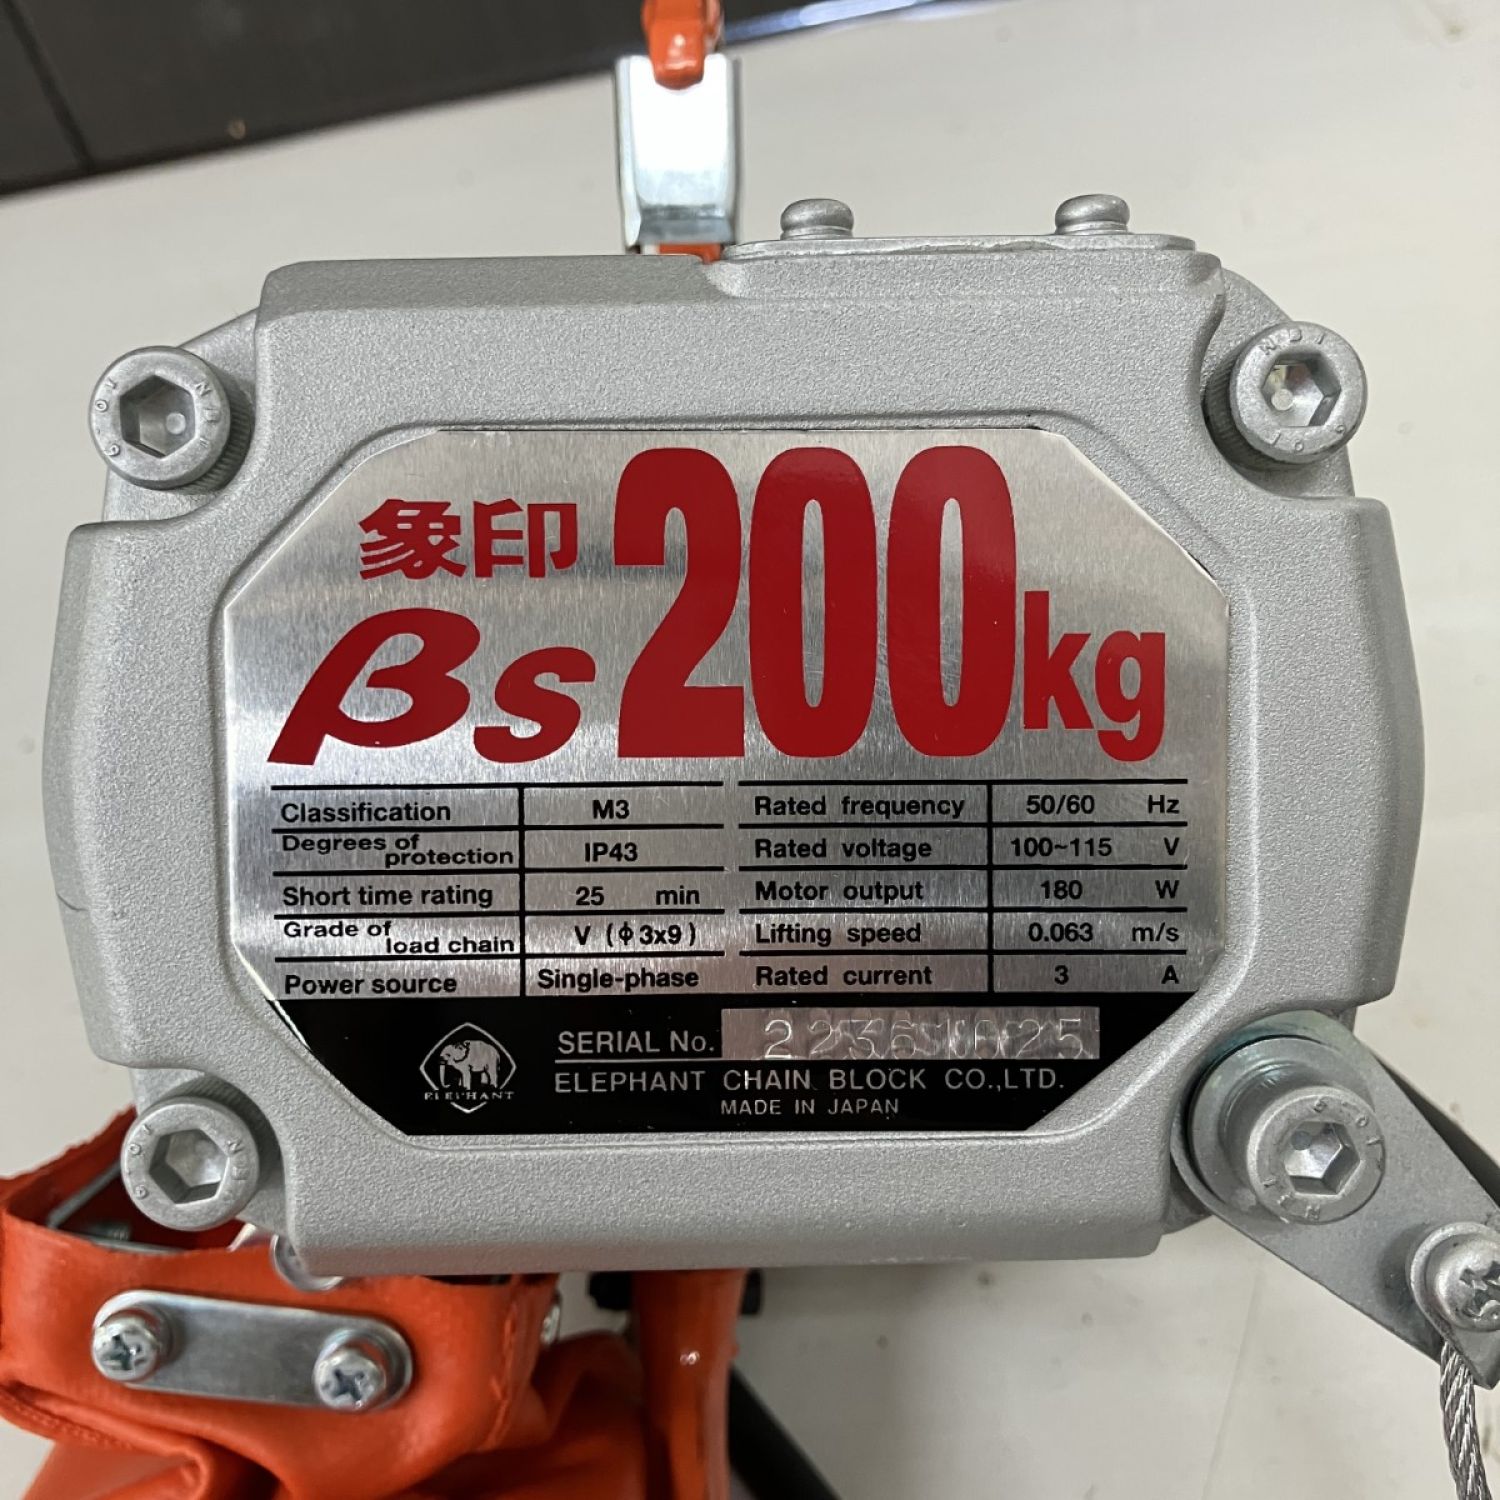 象印
βs 200kg
Classification M3
Degrees of protection IP43
Short time rating 25 min
Grade of load chain V (φ3x9)
Power source Single-phase
Rated frequency 50/60 Hz
Rated voltage 100~115 V
Motor output 180 W
Lifting speed 0.063 m/s
Rated current 3 A
ELEPHANT
SERIAL No.
ELEPHANT CHAIN BLOCK CO.,LTD.
MADE IN JAPAN